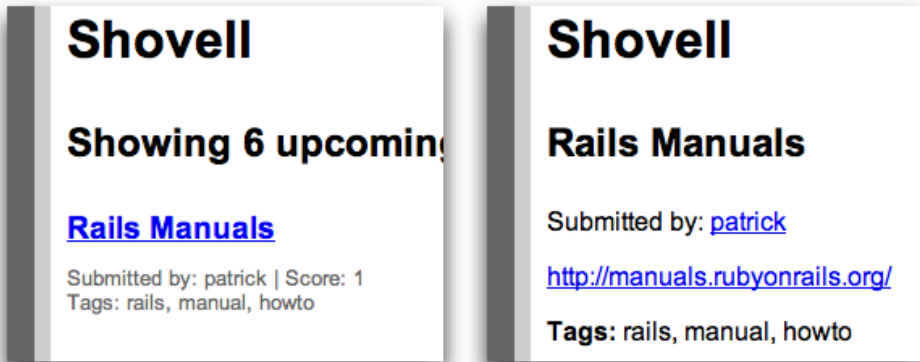 Shovell
Showing 6 upcoming
Rails Manuals
Submitted by: patrick | Score: 1
Tags: rails, manual, howto
Shovell
Rails Manuals
Submitted by: patrick
http://manuals.rubyonrails.org/
Tags: rails, manual, howto